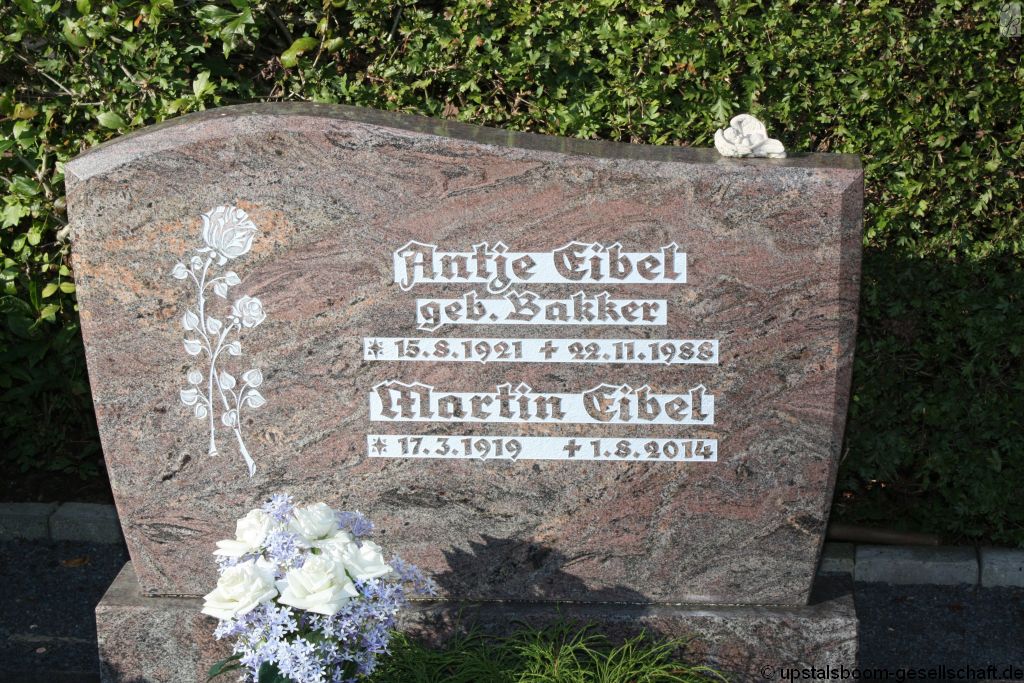 Antje Eibel
geb. Bakker
* 15.8.1921 ✝ 22.11.1988
Martin Eibel
* 17.3.1919 ✝ 1.8.2014
© upstalsboom-gesellschaft.de